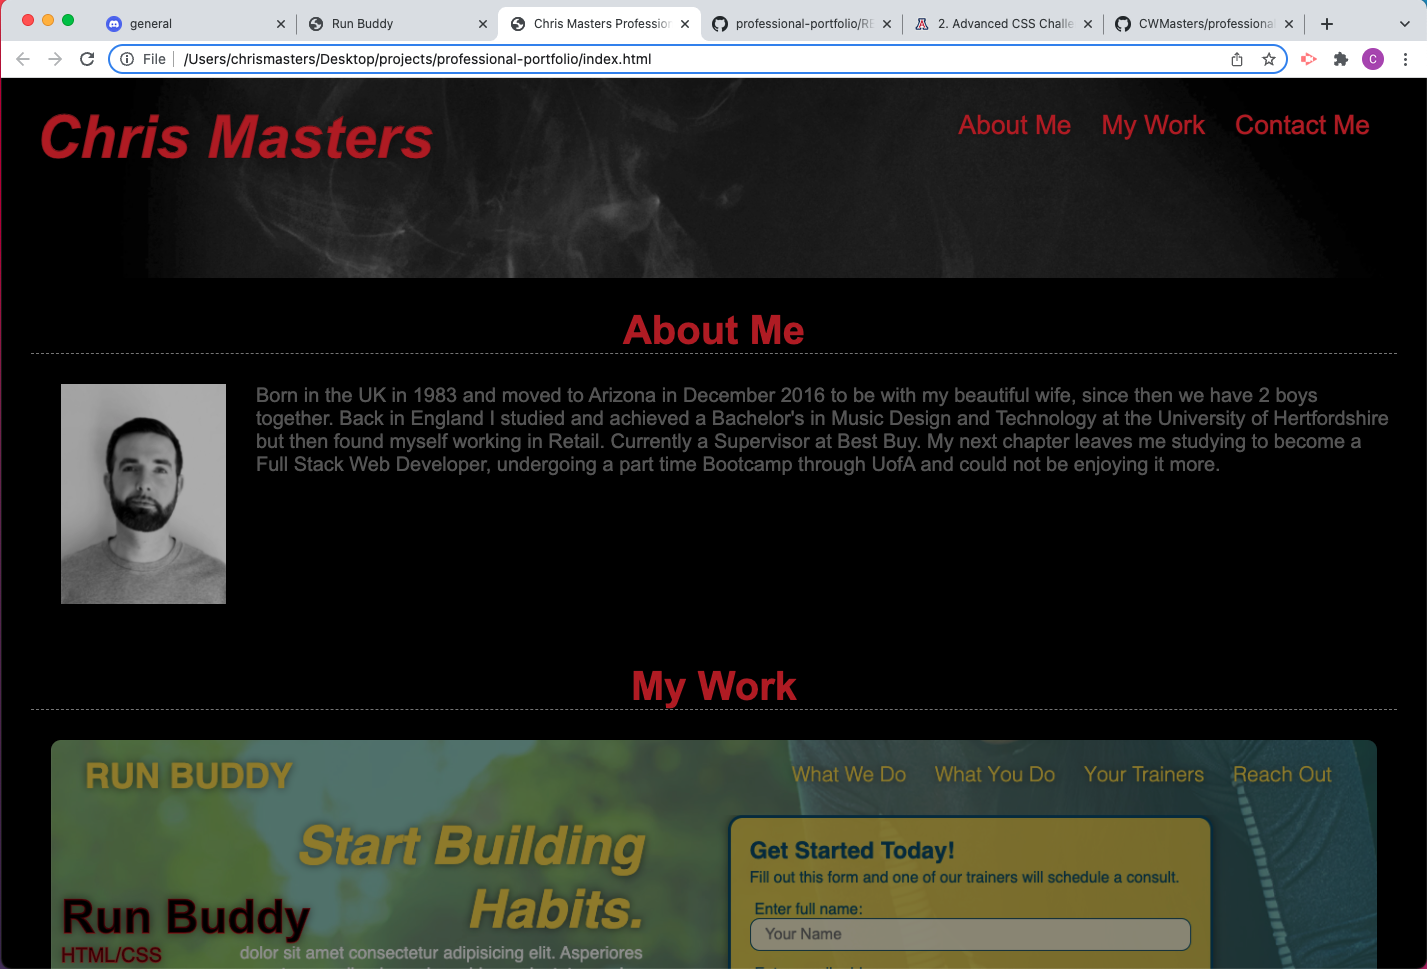 general
Run Buddy
Chris Masters Professio
professional-portfolio/RE
2. Advanced CSS Challe
CWMasters/professional
File
/Users/chrismasters/Desktop/projects/professional-portfolio/index.html
C
Chris Masters
About Me
My Work
Contact Me
About Me
Born in the UK in 1983 and moved to Arizona in December 2016 to be with my beautiful wife, since then we have 2 boys
together. Back in England I studied and achieved a Bachelor's in Music Design and Technology at the University of Hertfordshire
but then found myself working in Retail. Currently a Supervisor at Best Buy. My next chapter leaves me studying to become a
Full Stack Web Developer, undergoing a part time Bootcamp through UofA and could not be enjoying it more.
My Work
RUN BUDDY
What We Do
What You Do
Your Trainers
Reach Out
Start Building
Habits.
Run Buddy
HTML/CSS
dolor sit amet consectetur adipisicing elit. Asperiores
Get Started Today!
Fill out this form and one of our trainers will schedule a consult.
Enter full name:
Your Name